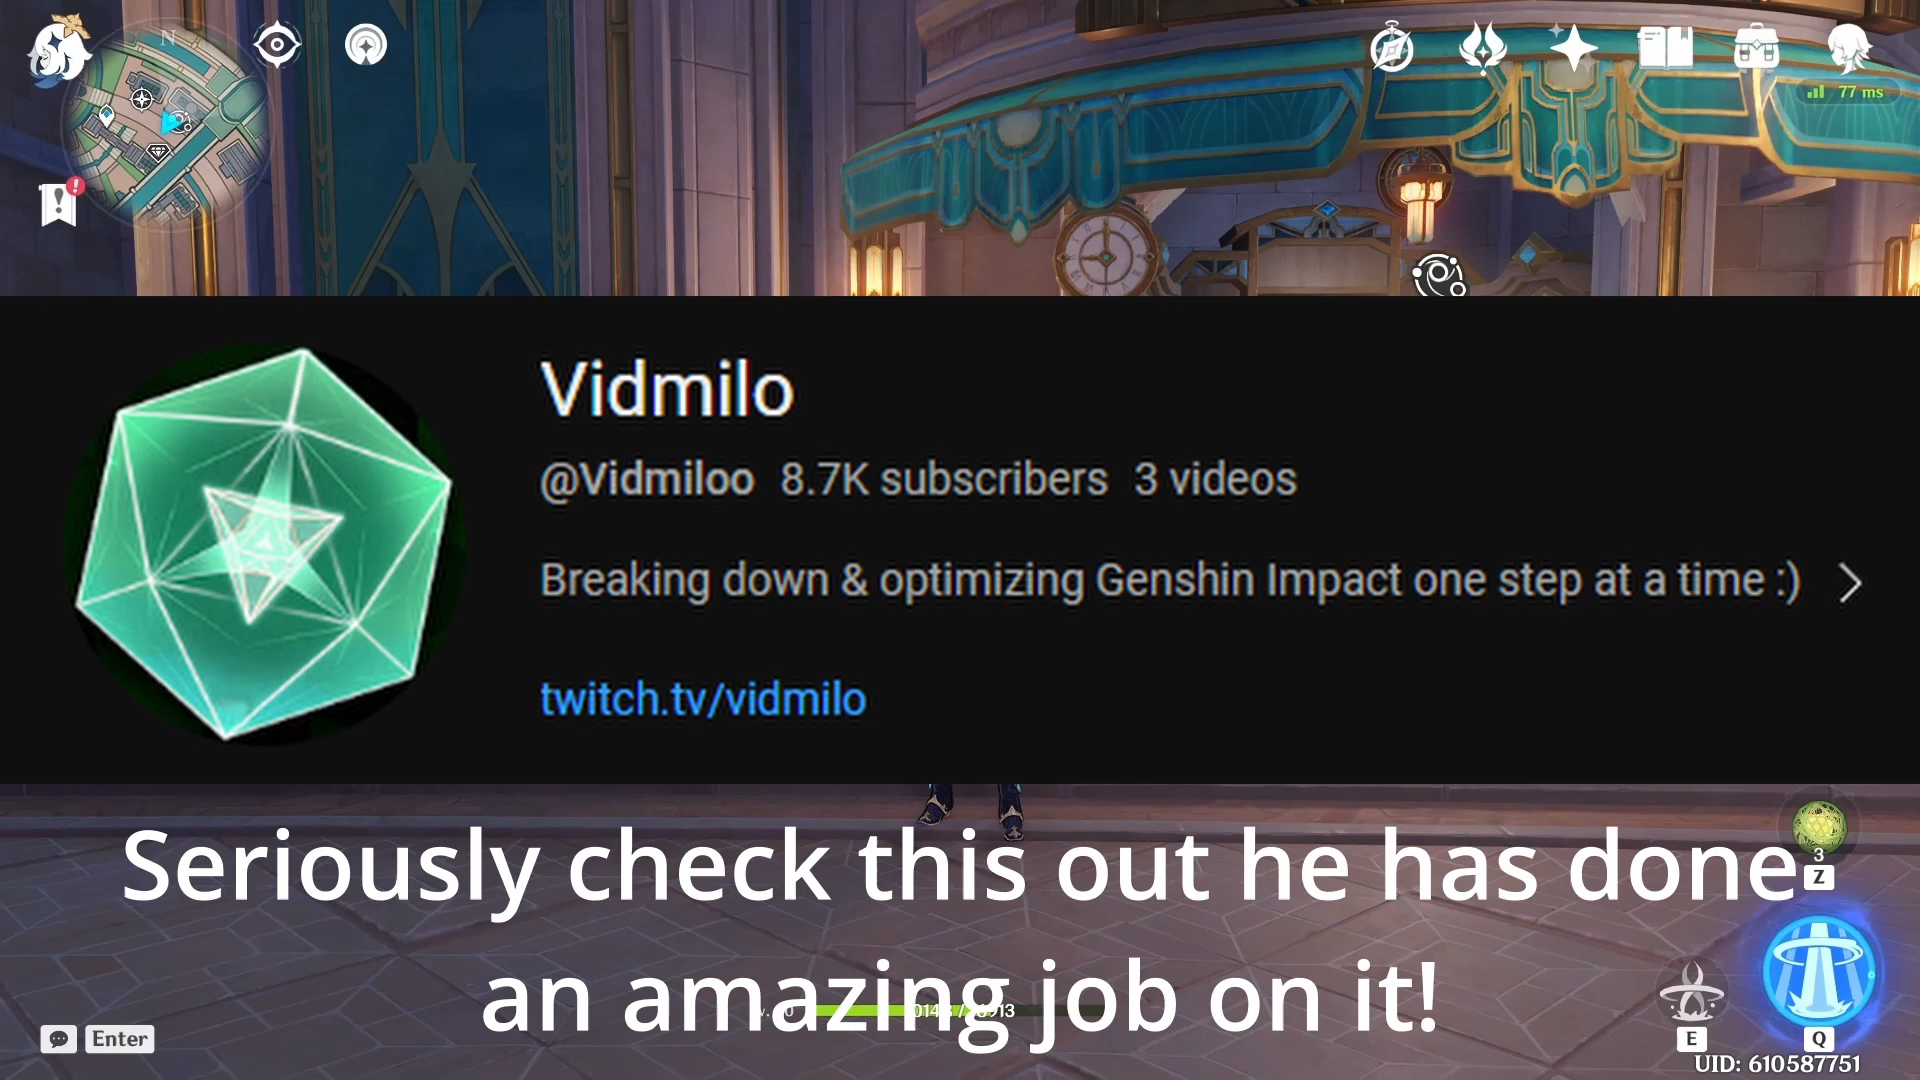 N
77 ms
Vidmilo
@Vidmiloo 8.7K subscribers 3 videos
Breaking down & optimizing Genshin Impact one step at a time :)
twitch.tv/vidmilo
3
Z
Seriously check this out he has done
an amazing job on it!
Enter
E
Q
UID: 610587751